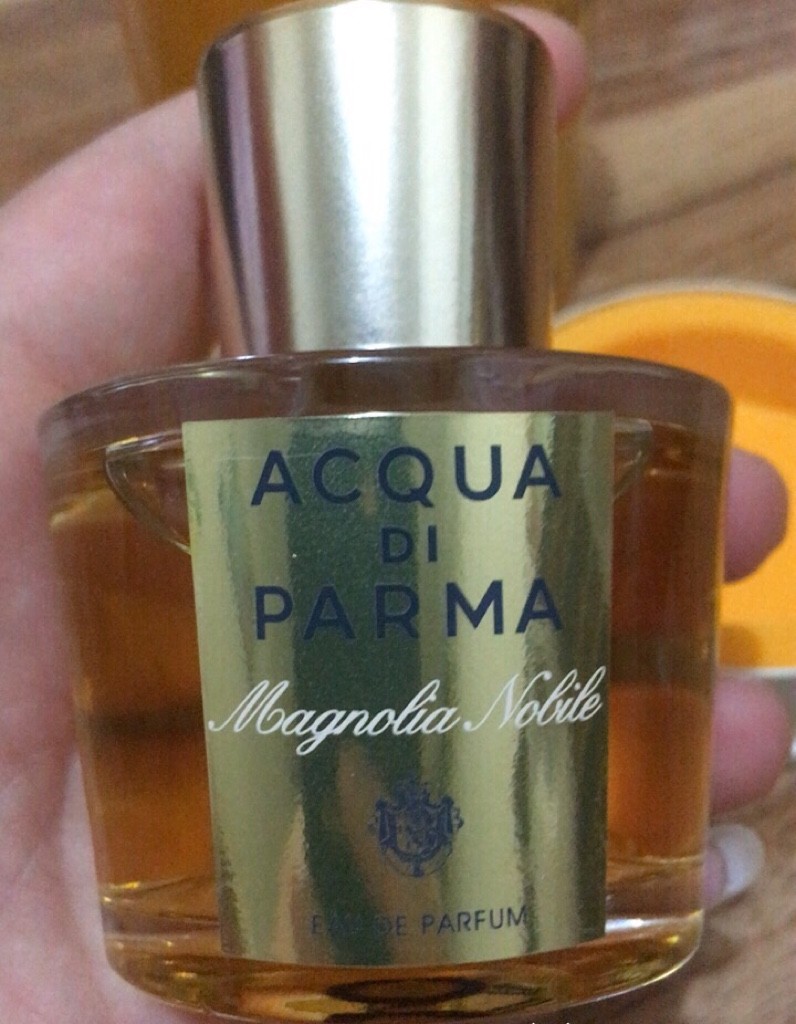 ACQUA
DI
PARMA
Magnolia Nobile
EAU DE PARFUM